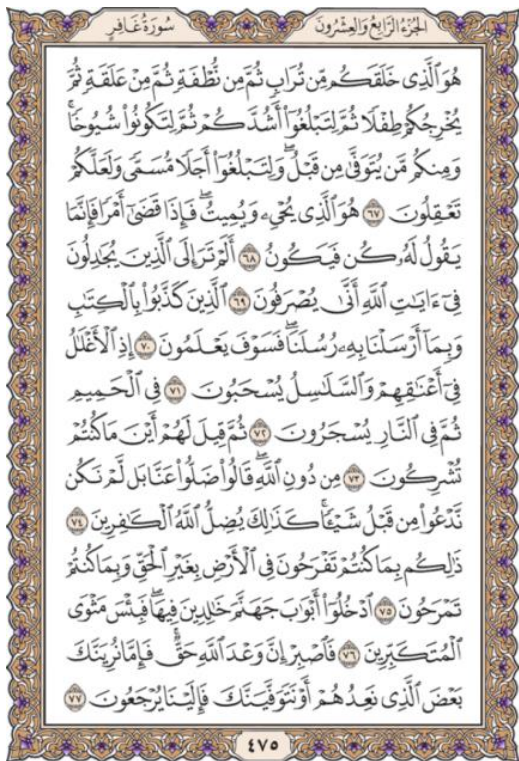 الجزء الرابع والعشرون
سورة غافر
هُوَ ٱلَّذِى خَلَقَكُم مِّن تُرَابٍ ثُمَّ مِن نُّطْفَةٍ ثُمَّ مِنْ عَلَقَةٍ ثُمَّ
يُخْرِجُكُمْ طِفْلًا ثُمَّ لِتَبْلُغُوٓا۟ أَشُدَّكُمْ ثُمَّ لِتَكُونُوا۟ شُيُوخًا ۚ
وَمِنكُم مَّن يُتَوَفَّىٰ مِن قَبْلُ ۖ وَلِتَبْلُغُوٓا۟ أَجَلًا مُّسَمًّى وَلَعَلَّكُمْ
تَعْقِلُونَ ٦٧ هُوَ ٱلَّذِى يُحْىِۦ وَيُمِيتُ ۖ فَإِذَا قَضَىٰٓ أَمْرًا فَإِنَّمَا
يَقُولُ لَهُۥ كُن فَيَكُونُ ٦٨ أَلَمْ تَرَ إِلَى ٱلَّذِينَ يُجَٰدِلُونَ
فِىٓ ءَايَٰتِ ٱللَّهِ أَنَّىٰ يُصْرَفُونَ ٦٩ ٱلَّذِينَ كَذَّبُوا۟ بِٱلْكِتَٰبِ
وَبِمَآ أَرْسَلْنَا بِهِۦ رُسُلَنَا ۖ فَسَوْفَ يَعْلَمُونَ ٧٠ إِذِ ٱلْأَغْلَٰلُ
فِىٓ أَعْنَٰقِهِمْ وَٱلسَّلَٰسِلُ يُسْحَبُونَ ٧١ فِى ٱلْحَمِيمِ
ثُمَّ فِى ٱلنَّارِ يُسْجَرُونَ ٧٢ ثُمَّ قِيلَ لَهُمْ أَيْنَ مَا كُنتُمْ
تُشْرِكُونَ ٧٣ مِن دُونِ ٱللَّهِ ۖ قَالُوا۟ ضَلُّوا۟ عَنَّا بَل لَّمْ نَكُن
نَّدْعُوا۟ مِن قَبْلُ شَيْـًٔا ۚ كَذَٰلِكَ يُضِلُّ ٱللَّهُ ٱلْكَٰفِرِينَ ٧٤
ذَٰلِكُم بِمَا كُنتُمْ تَفْرَحُونَ فِى ٱلْأَرْضِ بِغَيْرِ ٱلْحَقِّ وَبِمَا كُنتُمْ
تَمْرَحُونَ ٧٥ ٱدْخُلُوٓا۟ أَبْوَٰبَ جَهَنَّمَ خَٰلِدِينَ فِيهَا ۖ فَبِئْسَ مَثْوَى
ٱلْمُتَكَبِّرِينَ ٧٦ فَٱصْبِرْ إِنَّ وَعْدَ ٱللَّهِ حَقٌّ ۚ فَإِمَّا نُرِيَنَّكَ
بَعْضَ ٱلَّذِى نَعِدُهُمْ أَوْ نَتَوَفَّيَنَّكَ فَإِلَيْنَا يُرْجَعُونَ ٧٧
٤٧٥